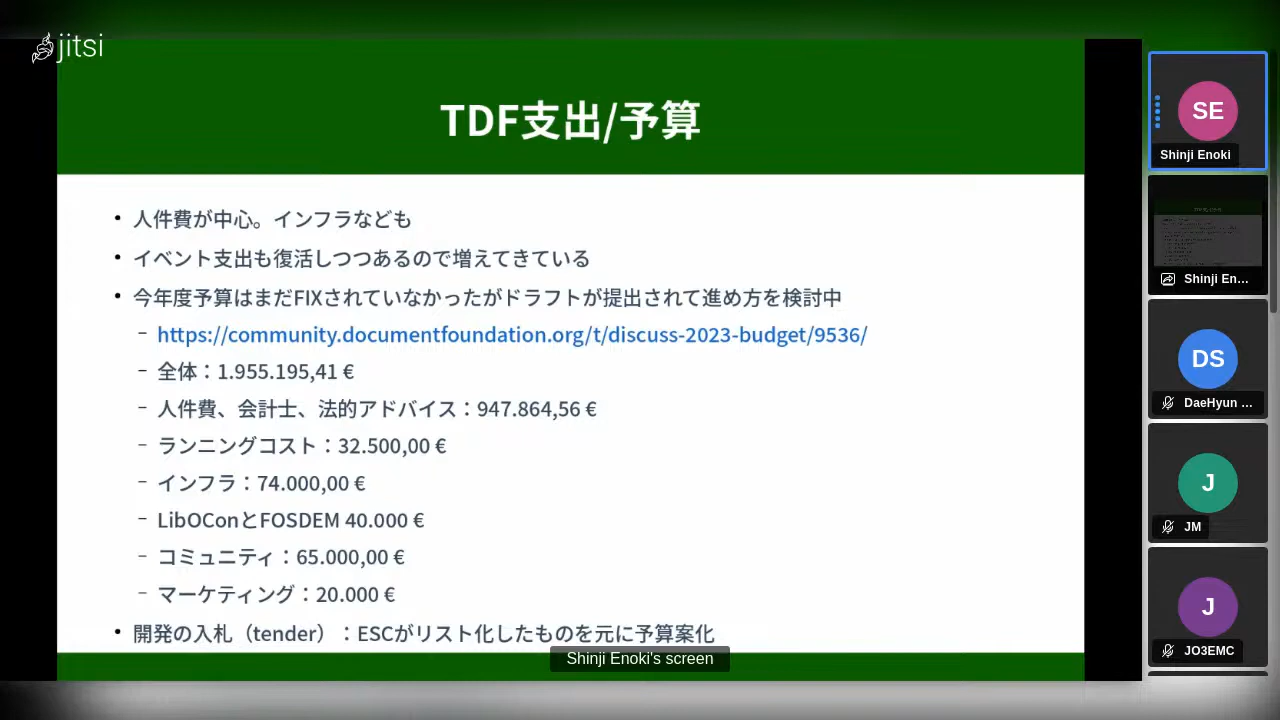 jitsi
TDF支出/予算
• 人件費が中心。インフラなども
• イベント支出も復活しつつあるので増えてきている
• 今年度予算はまだFIXされていなかったがドラフトが提出されて進め方を検討中
– https://community.documentfoundation.org/t/discuss-2023-budget/9536/
– 全体：1.955.195,41 €
– 人件費、会計士、法的アドバイス：947.864,56 €
– ランニングコスト：32.500,00 €
– インフラ：74.000,00 €
– LibOConとFOSDEM 40.000 €
– コミュニティ：65.000,00 €
– マーケティング：20.000 €
• 開発の入札（tender）：ESCがリスト化したものを元に予算案化
Shinji Enoki's screen
SE
Shinji Enoki
Shinji En...
DS
DaeHyun ...
J
JM
J
JO3EMC